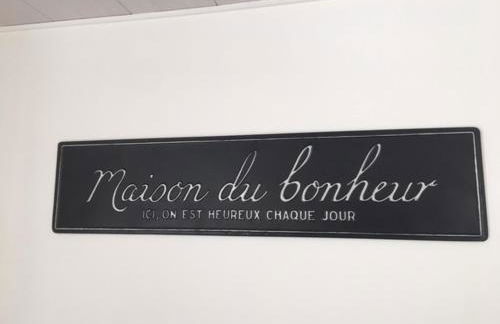 Maison du bonheur
ICI, ON EST HEUREUX CHAQUE JOUR